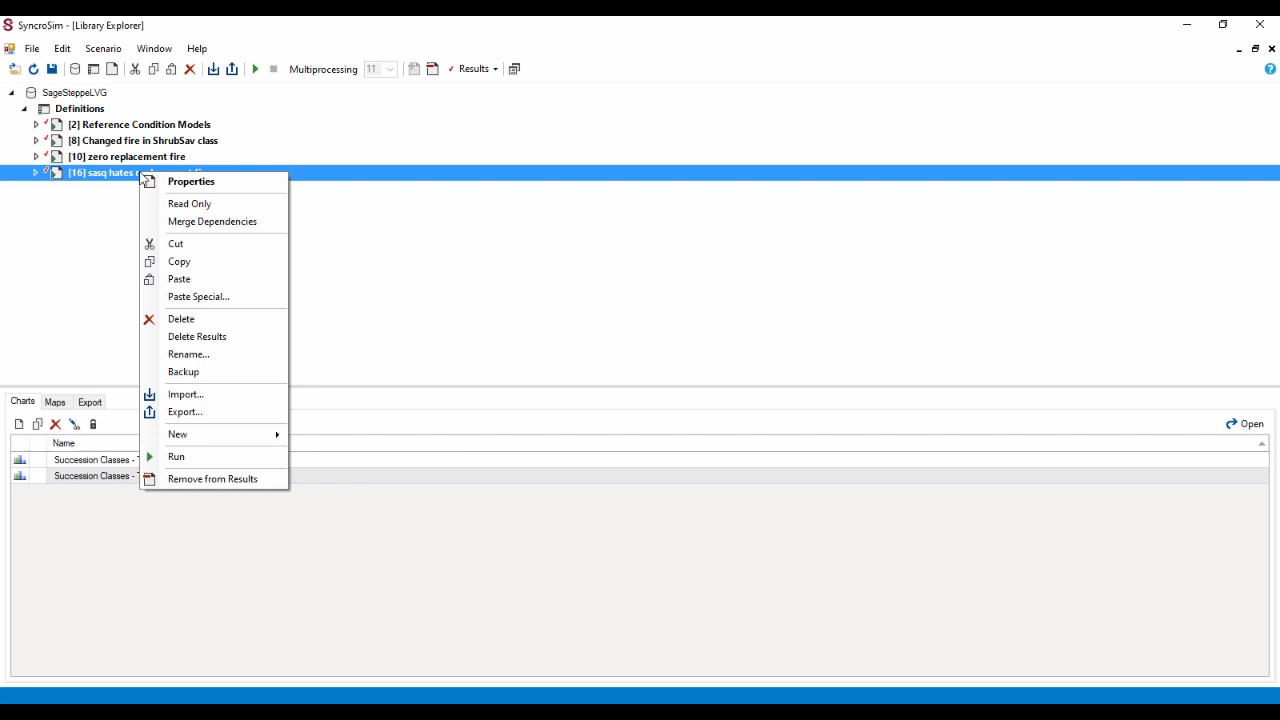 SyncroSim - [Library Explorer]
File Edit Scenario Window Help
Multiprocessing 11 Results
SageSteppeLVG
Definitions
[2] Reference Condition Models
[8] Changed fire in ShrubSav class
[10] zero replacement fire
[16] sasq hates
Properties
Read Only
Merge Dependencies
Cut
Copy
Paste
Paste Special...
Delete
Delete Results
Rename...
Backup
Import...
Export...
New
Run
Remove from Results
Charts Maps Export
Open
Name
Succession Classes -
Succession Classes -